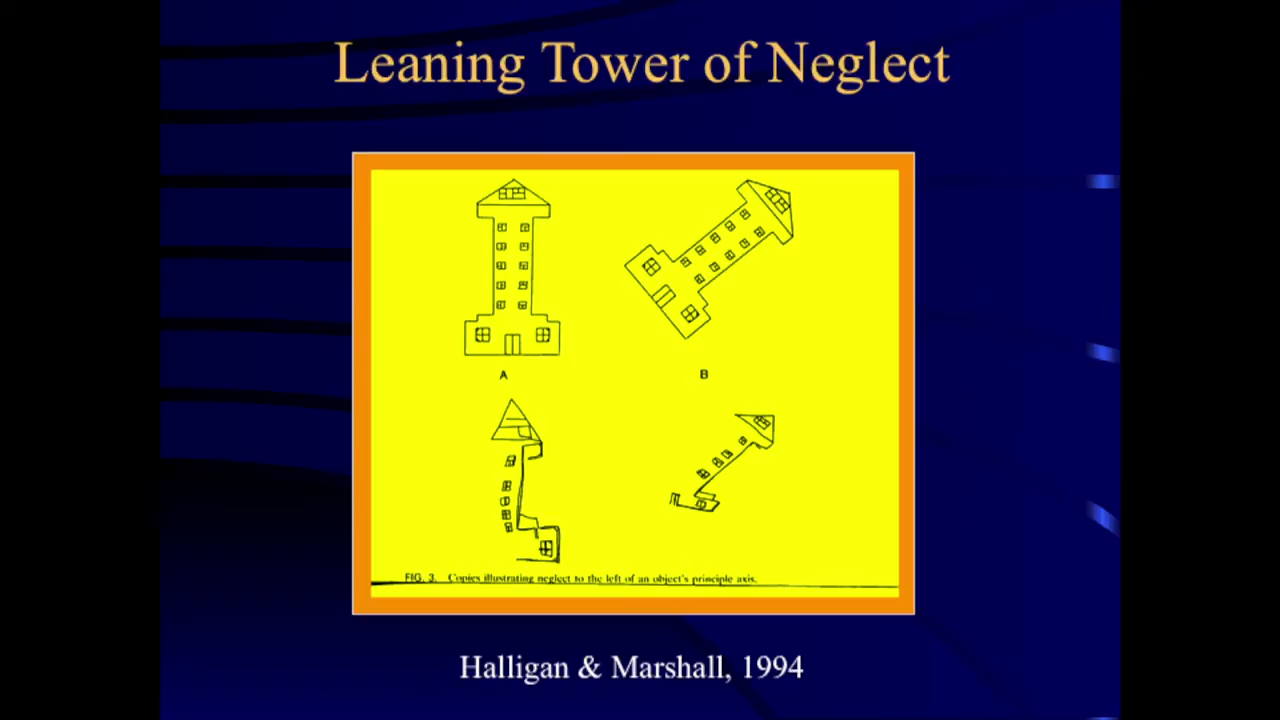 Leaning Tower of Neglect
A
B
FIG. 3. Copies illustrating neglect to the left of an object's principle axis.
Halligan & Marshall, 1994